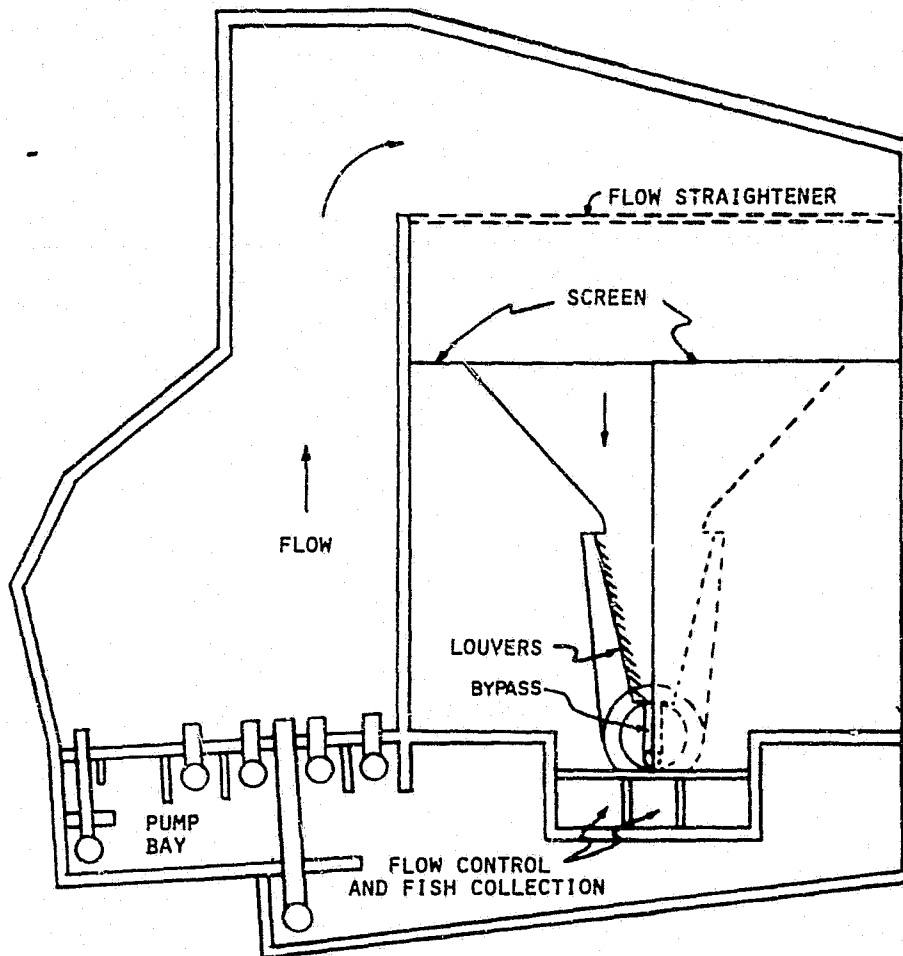 FLOW STRAIGHTENER
SCREEN
FLOW
LOUVERS
BYPASS
PUMP
BAY
FLOW CONTROL
AND FISH COLLECTION